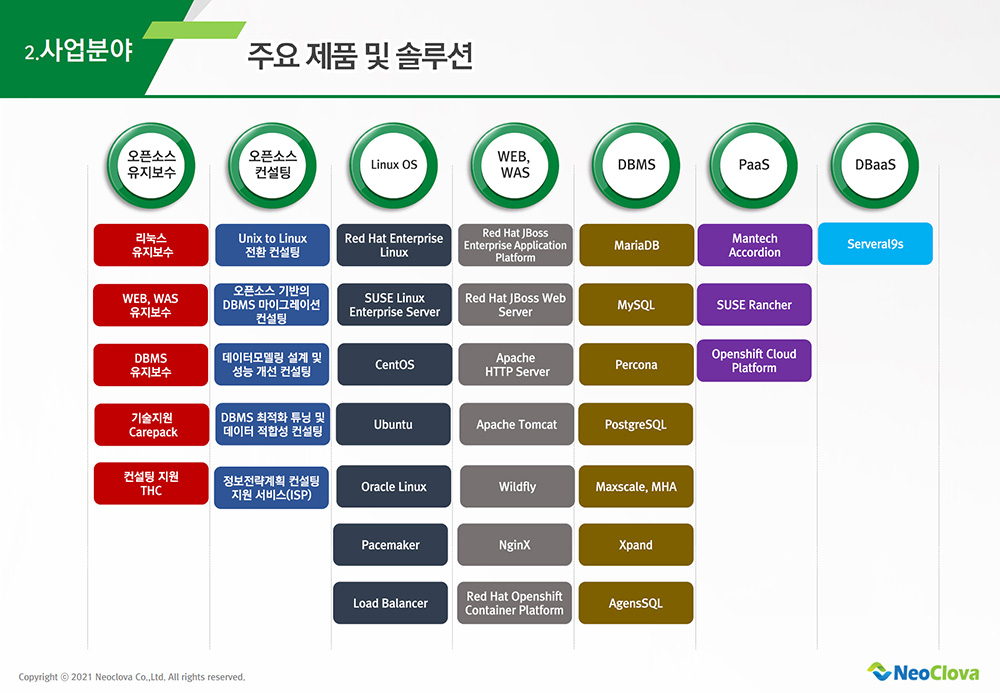 2.사업분야
주요 제품 및 솔루션
오픈소스
유지보수
오픈소스
컨설팅
Linux OS
WEB,
WAS
DBMS
PaaS
DBaaS
리눅스
유지보수
WEB, WAS
유지보수
DBMS
유지보수
기술지원
Carepack
컨설팅 지원
THC
Unix to Linux
전환 컨설팅
오픈소스 기반의
DBMS 마이그레이션
컨설팅
데이터모델링 설계 및
성능 개선 컨설팅
DBMS 최적화 튜닝 및
데이터 적합성 컨설팅
정보전략계획 컨설팅
지원 서비스(ISP)
Red Hat Enterprise
Linux
SUSE Linux
Enterprise Server
CentOS
Ubuntu
Oracle Linux
Pacemaker
Load Balancer
Red Hat JBoss
Enterprise Application
Platform
Red Hat JBoss Web
Server
Apache
HTTP Server
Apache Tomcat
Wildfly
NginX
Red Hat Openshift
Container Platform
MariaDB
MySQL
Percona
PostgreSQL
Maxscale, MHA
Xpand
AgensSQL
Mantech
Accordion
SUSE Rancher
Openshift Cloud
Platform
Serveral9s
Copyright ⓒ 2021 Neoclova Co.,Ltd. All rights reserved.
NeoClova